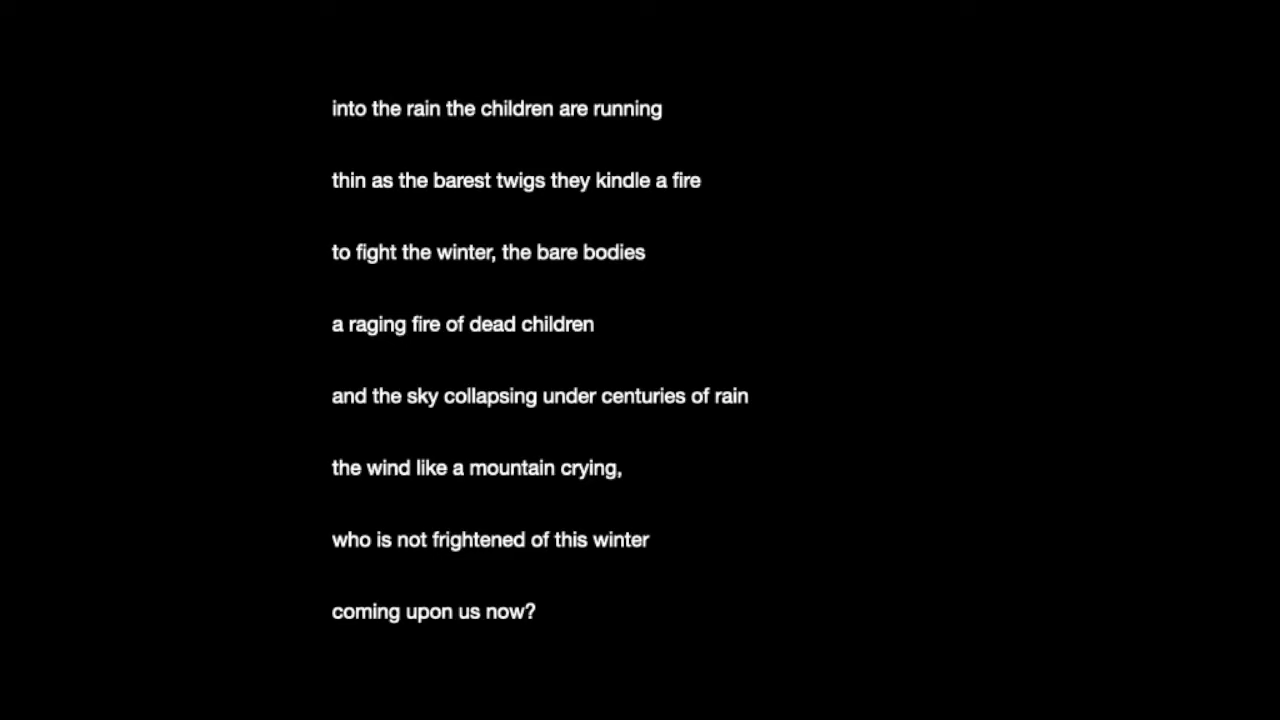 into the rain the children are running
thin as the barest twigs they kindle a fire
to fight the winter, the bare bodies
a raging fire of dead children
and the sky collapsing under centuries of rain
the wind like a mountain crying,
who is not frightened of this winter
coming upon us now?